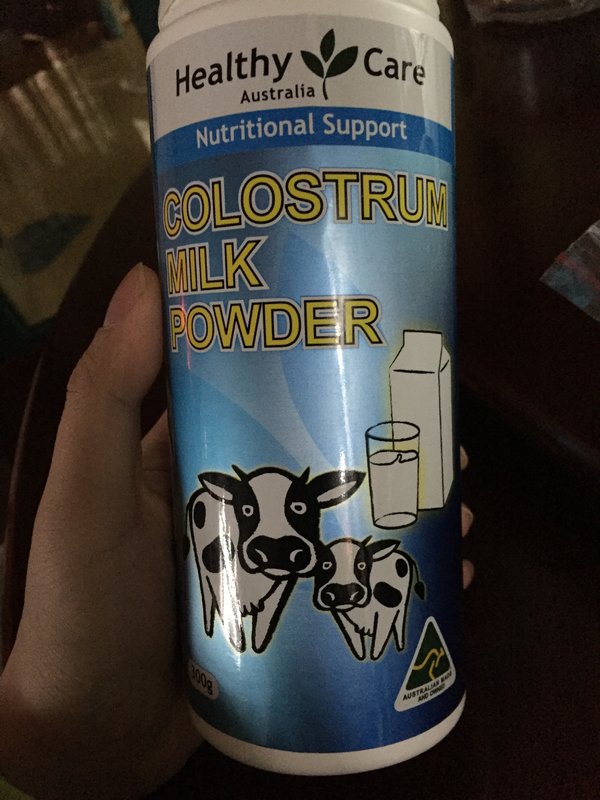 Healthy Care
Australia
Nutritional Support
COLOSTRUM
MILK
POWDER
300g
AUSTRALIAN MADE
AND OWNED